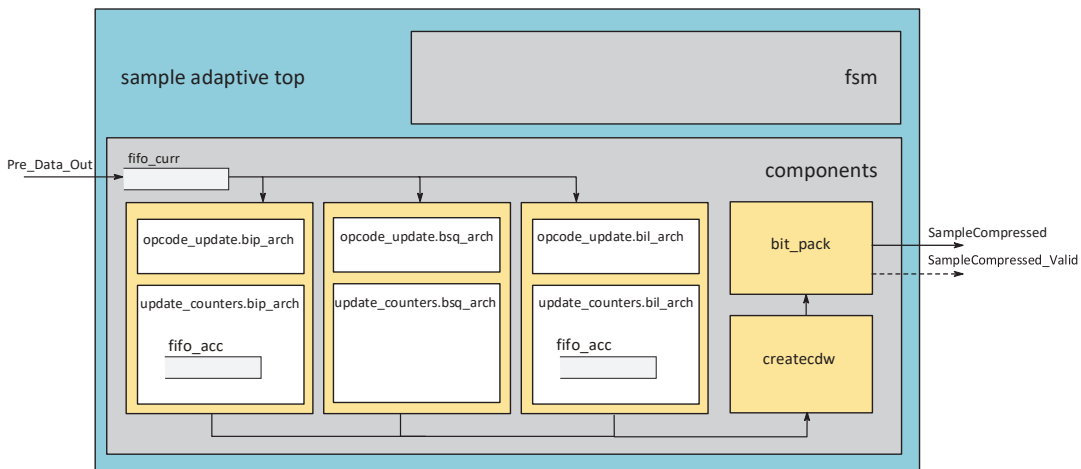 sample adaptive top
fsm
Pre_Data_Out
fifo_curr
components
opcode_update.bip_arch
opcode_update.bsq_arch
opcode_update.bil_arch
bit_pack
SampleCompressed
SampleCompressed_Valid
update_counters.bip_arch
update_counters.bsq_arch
update_counters.bil_arch
fifo_acc
fifo_acc
createcdw